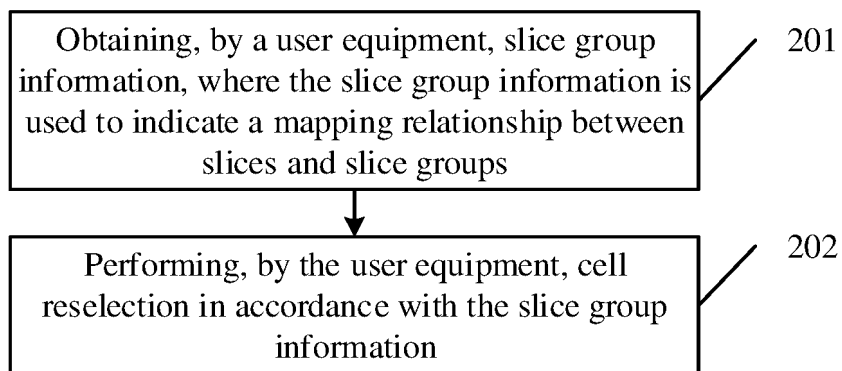 Obtaining, by a user equipment, slice group
information, where the slice group information is
used to indicate a mapping relationship between
slices and slice groups
201
Performing, by the user equipment, cell
reselection in accordance with the slice group
information
202